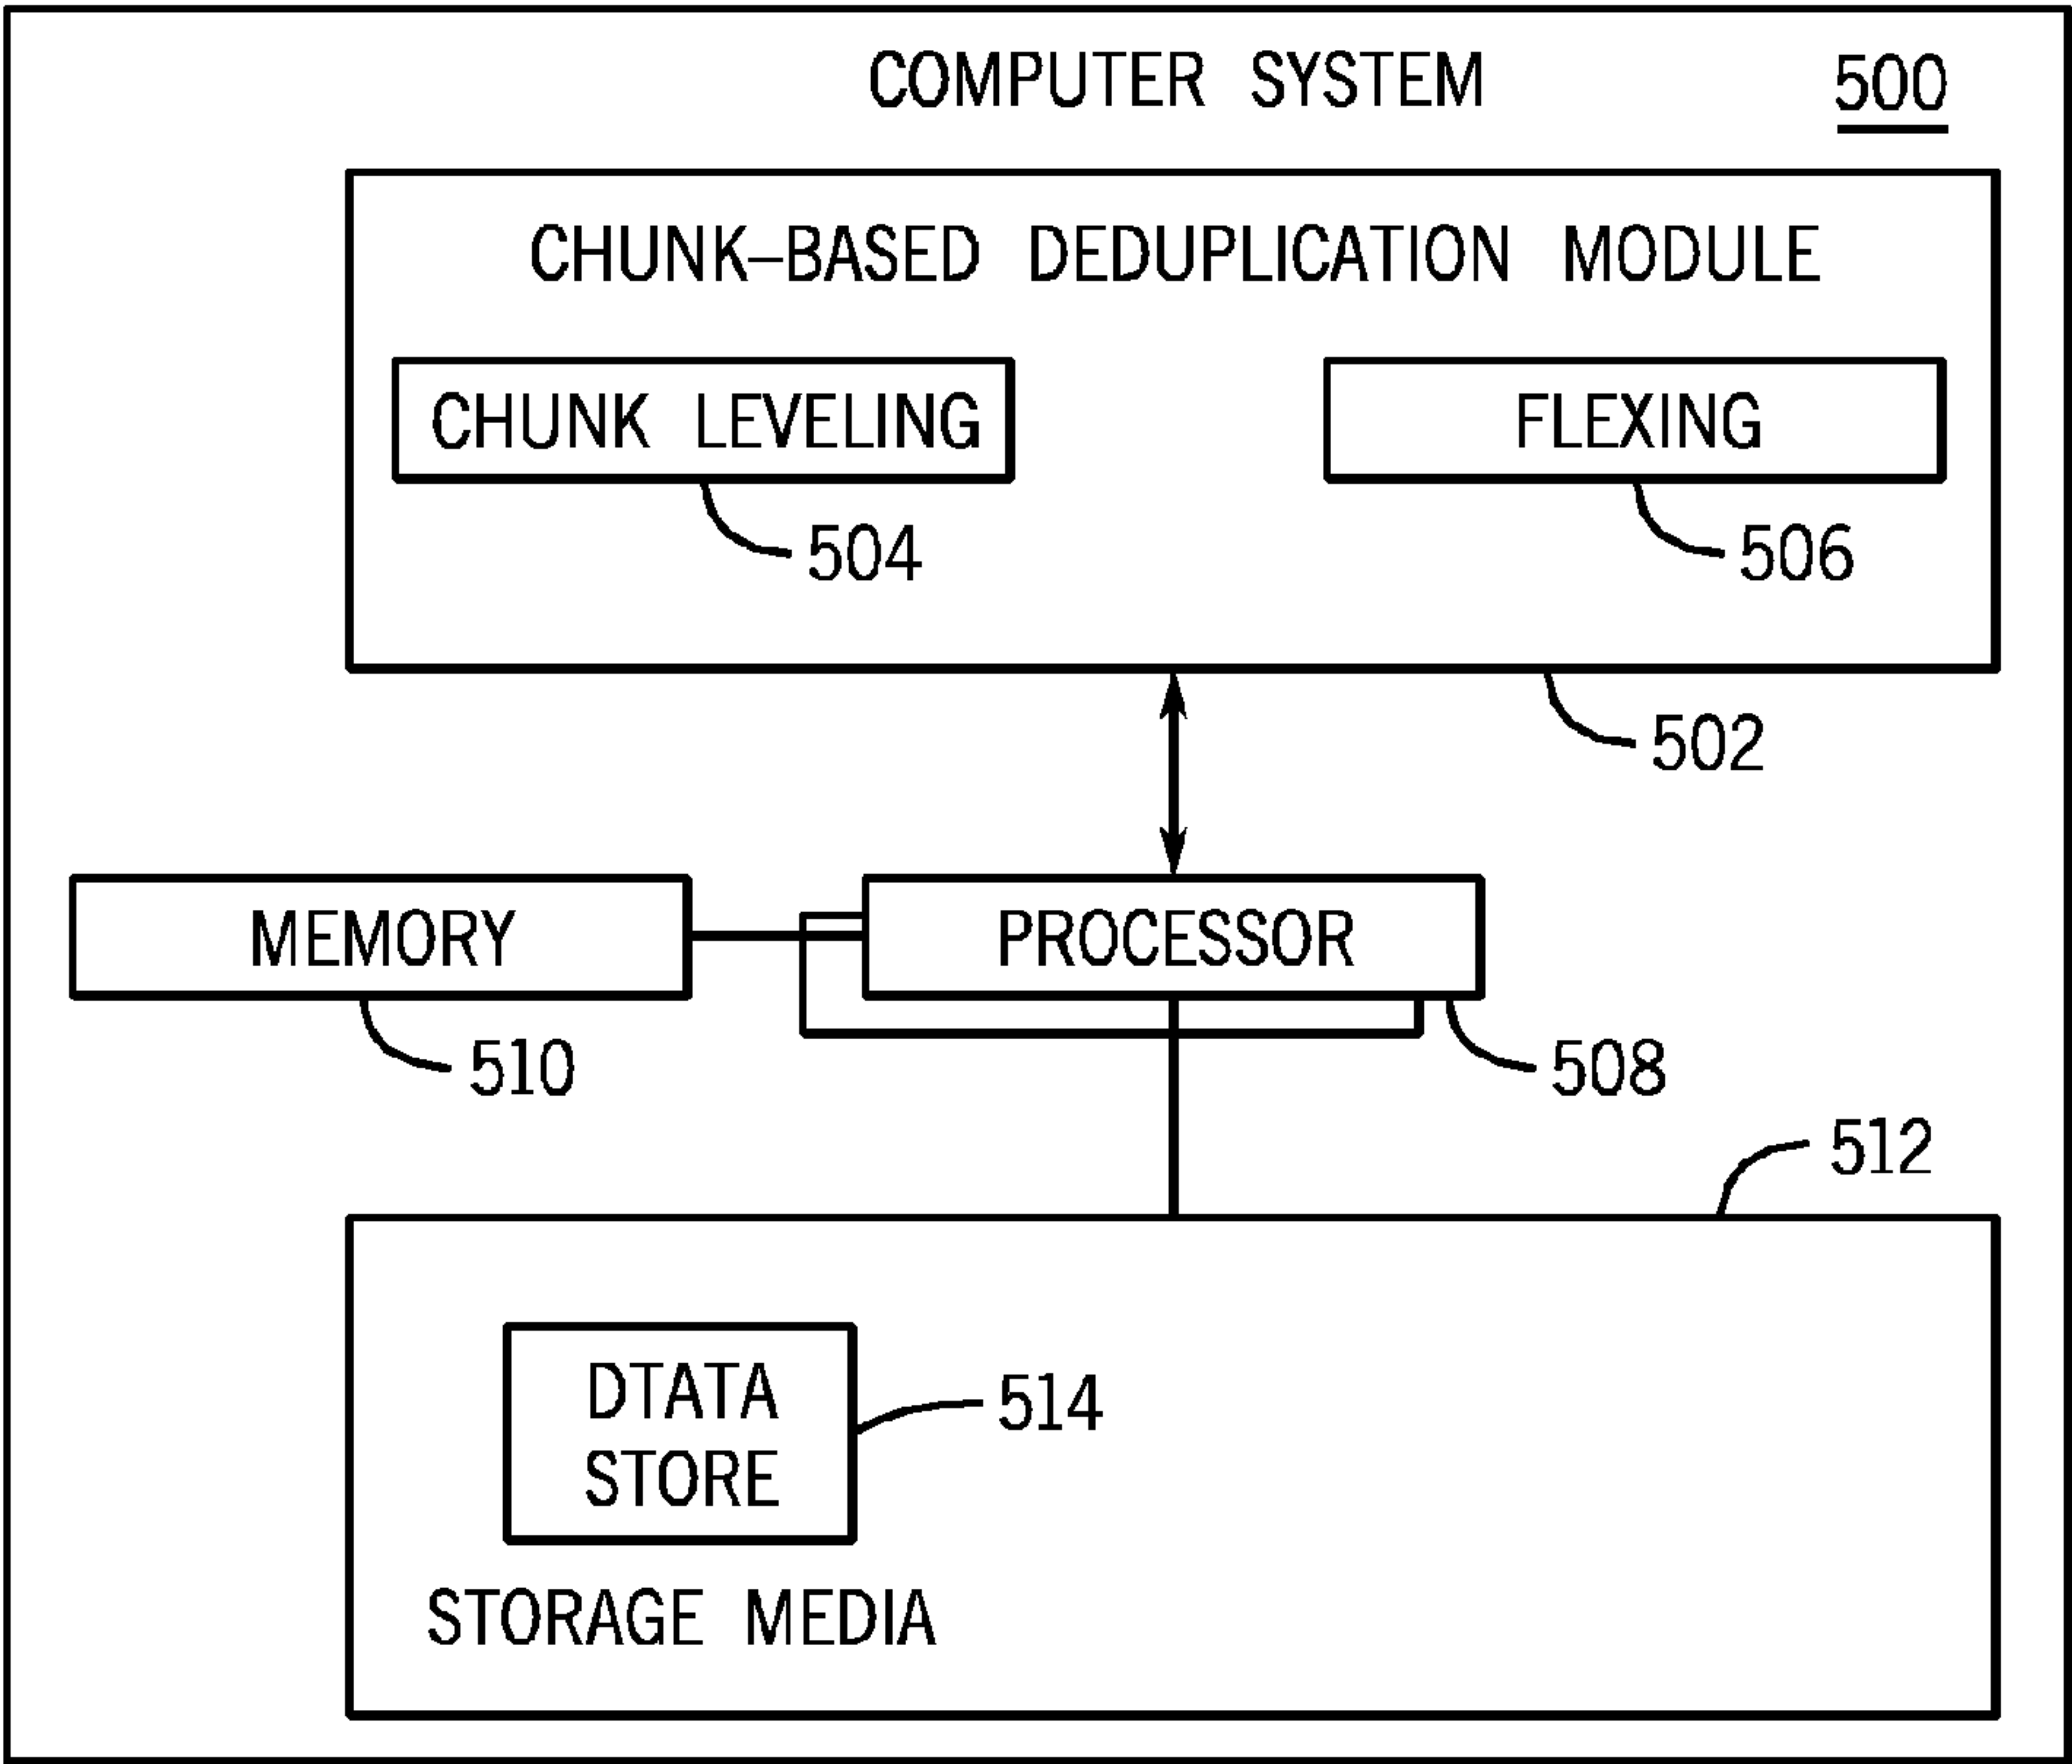 COMPUTER SYSTEM
500
CHUNK-BASED DEDUPLICATION MODULE
CHUNK LEVELING
FLEXING
504
506
502
MEMORY
PROCESSOR
510
508
512
DTATA
STORE
514
STORAGE MEDIA